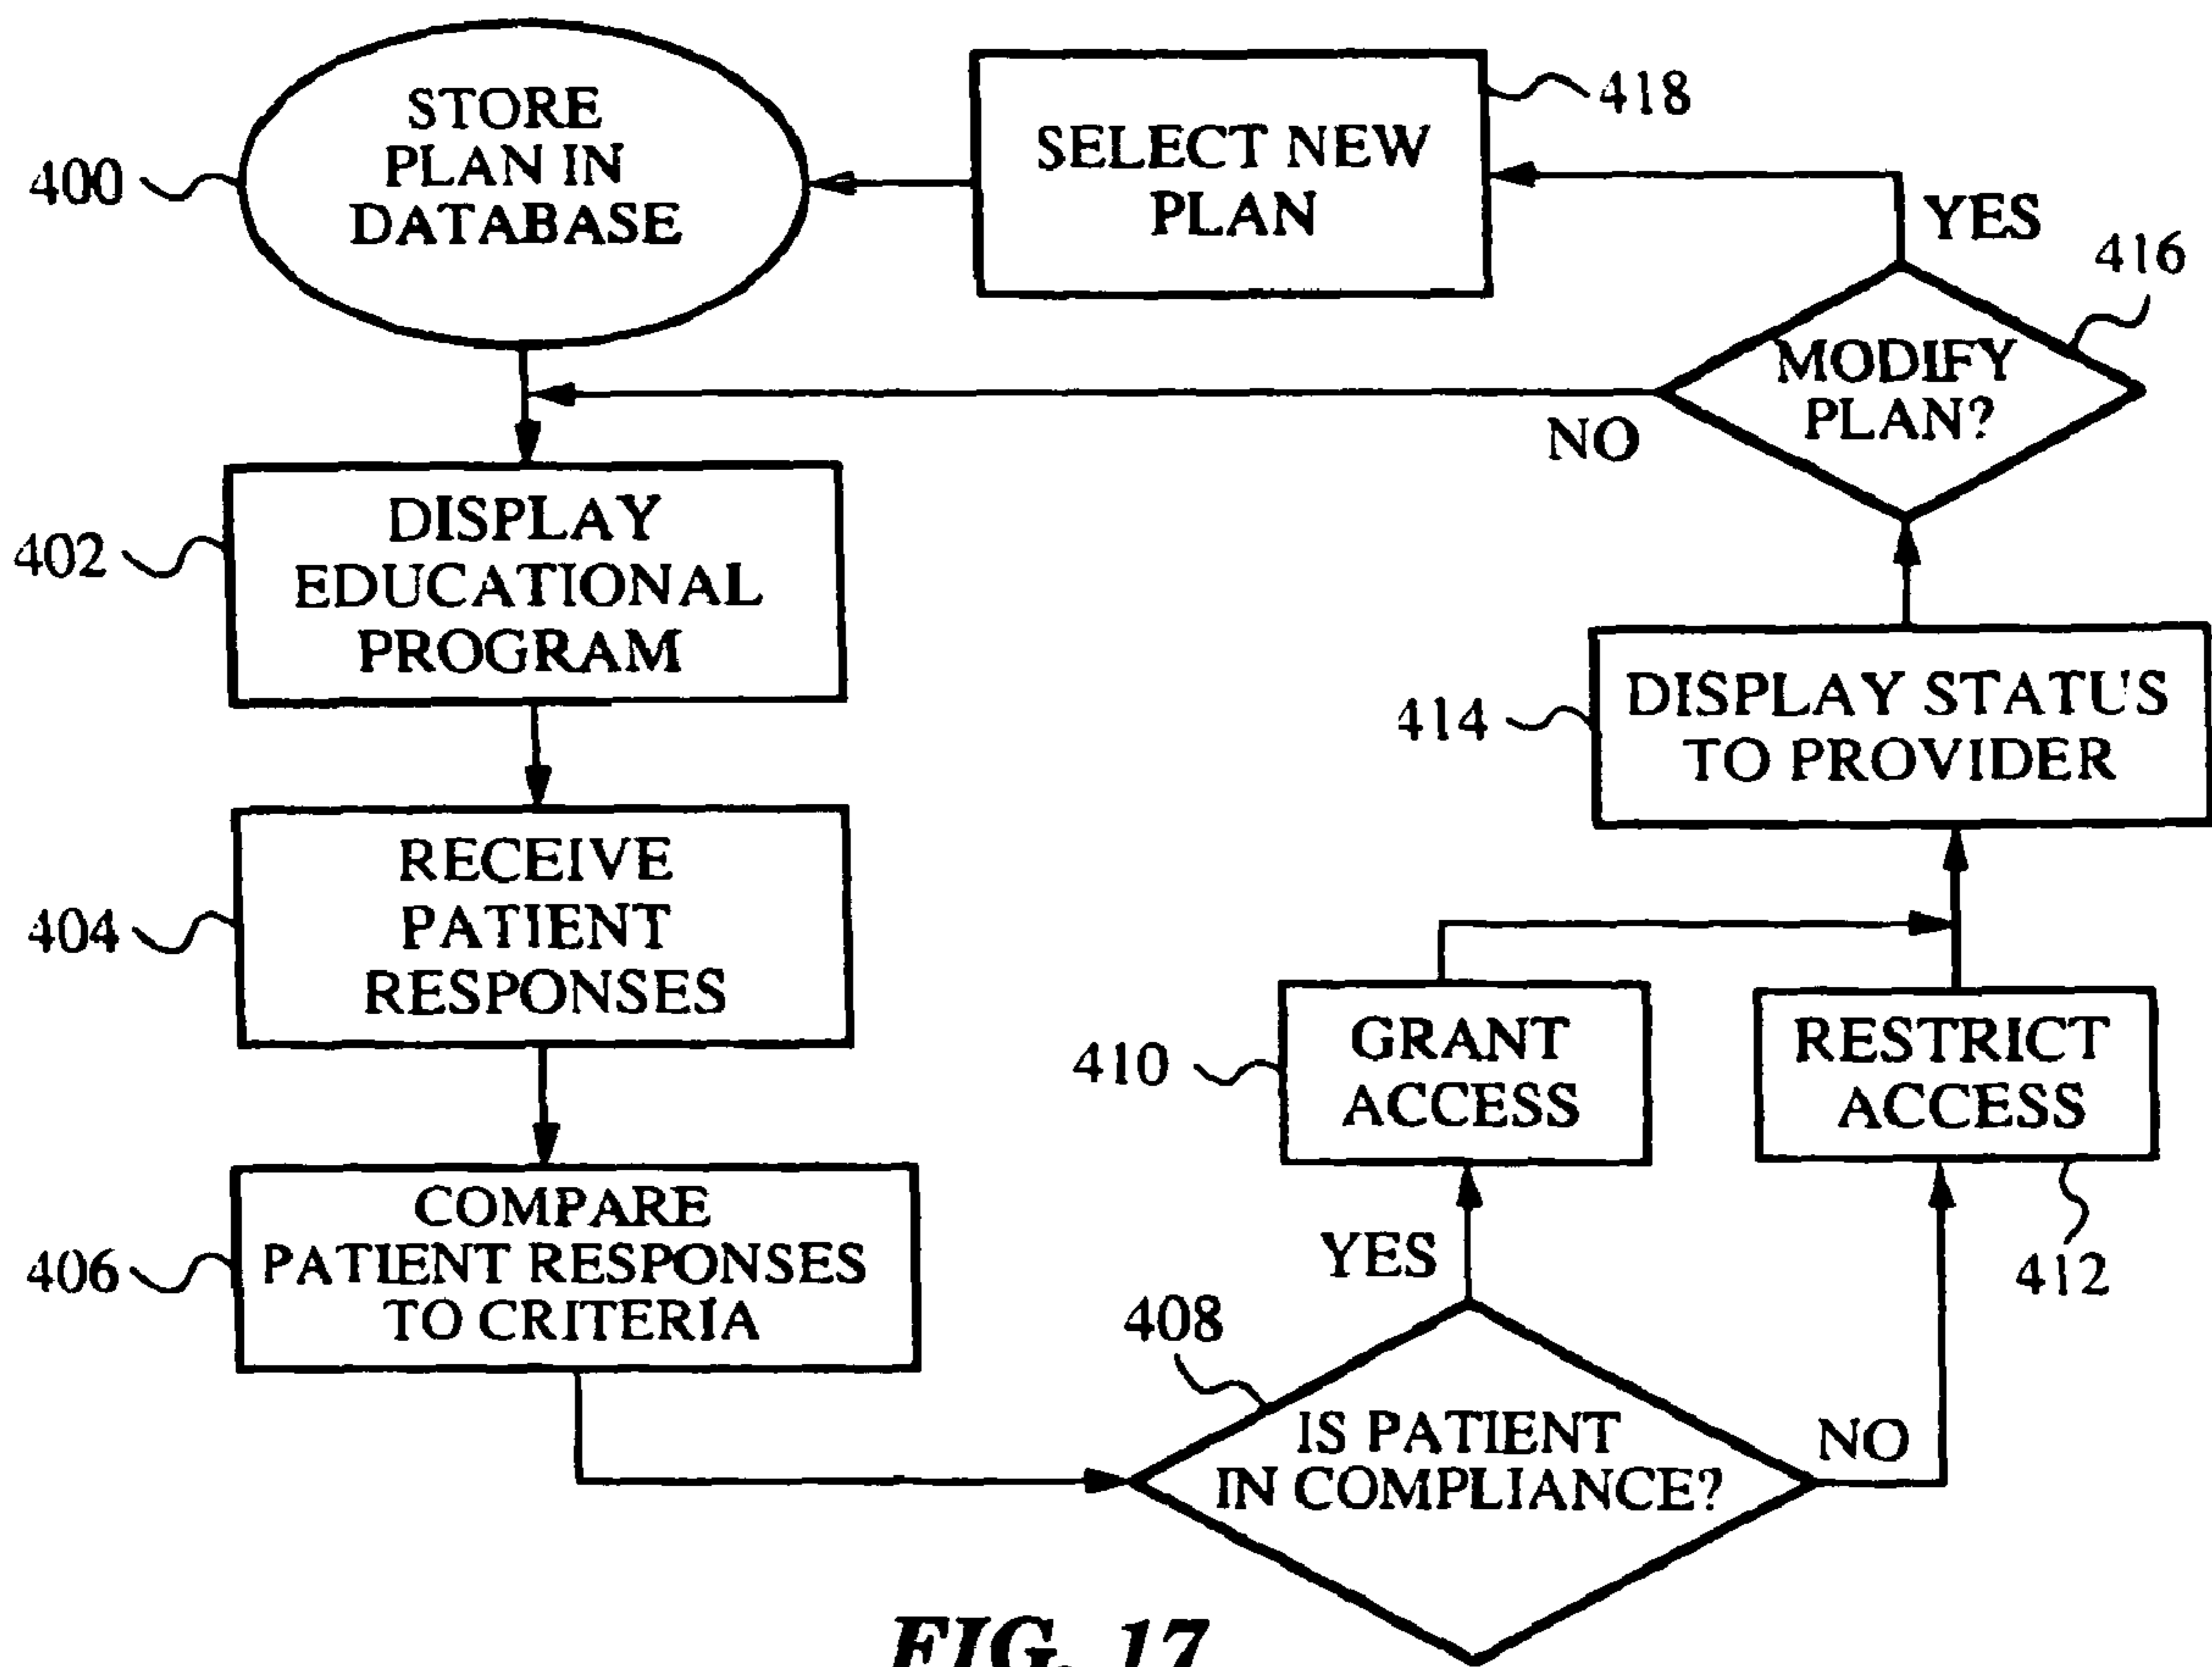 STORE
PLAN IN
DATABASE
400
SELECT NEW
PLAN
418
YES
416
MODIFY
PLAN?
NO
DISPLAY
EDUCATIONAL
PROGRAM
402
414
DISPLAY STATUS
TO PROVIDER
RECEIVE
PATIENT
RESPONSES
404
410
GRANT
ACCESS
RESTRICT
ACCESS
412
COMPARE
PATIENT RESPONSES
TO CRITERIA
406
YES
408
IS PATIENT
IN COMPLIANCE?
NO
FIG. 17